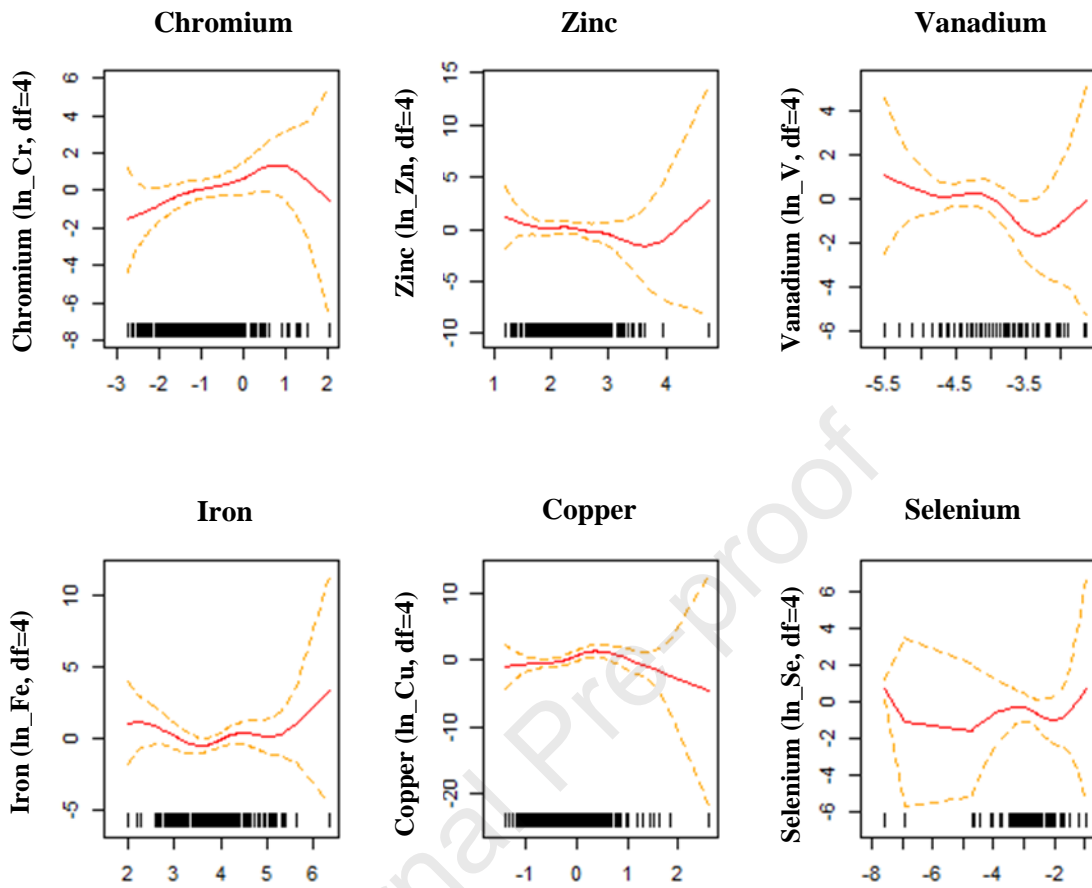 Chromium Zinc Vanadium
Chromium (ln_Cr, df=4)
6
4
2
0
-2
-4
-6
-8
-3 -2 -1 0 1 2
Zinc (ln_Zn, df=4)
15
10
5
0
-5
-10
1 2 3 4
Vanadium (ln_V, df=4)
4
2
0
-2
-4
-6
-5.5 -4.5 -3.5
Iron Copper Selenium
Iron (ln_Fe, df=4)
10
5
0
-5
2 3 4 5 6
Copper (ln_Cu, df=4)
10
0
-10
-20
-1 0 1 2
Selenium (ln_Se, df=4)
6
4
2
0
-2
-4
-6
-8 -6 -4 -2
nal Pre-proof